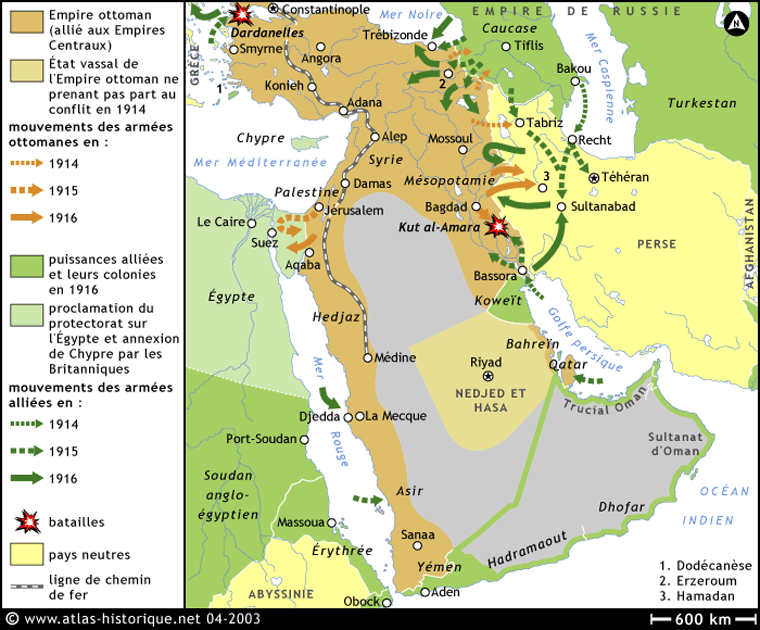 Empire ottoman
(allié aux Empires
Centraux)
État vassal de
l'Empire ottoman ne
prenant pas part au
conflit en 1914
mouvements des armées
ottomanes en :
1914
1915
1916
puissances alliées
et leurs colonies
en 1916
proclamation du
protectorat sur
l'Égypte et annexion
de Chypre par les
Britanniques
mouvements des armées
alliées en :
1914
1915
1916
batailles
pays neutres
ligne de chemin
de fer
Constantinople
Mer Noire
EMPIRE DE RUSSIE
Dardanelles
Trébizonde
Caucase
GRÈCE
Smyrne
Angora
Tiflis
Mer Caspienne
Bakou
1
2
Konieh
Adana
Turkestan
Tabriz
Recht
Chypre
Alep
Mossoul
Syrie
Mer Méditerranée
Mésopotamie
3
Téhéran
Palestine
Damas
Jérusalem
Bagdad
Sultanabad
Le Caire
Suez
Kut al-Amara
PERSE
AFGHANISTAN
Aqaba
Bassora
Égypte
Koweït
Hedjaz
Golfe persique
Bahreïn
Médine
Riyad
Qatar
NEDJED ET
HASA
Mer Rouge
Trucial Oman
Djedda
La Mecque
Port-Soudan
Sultanat
d'Oman
Soudan
anglo-
égyptien
Asir
OCÉAN
INDIEN
Dhofar
Massoua
Sanaa
Hadramaout
Érythrée
Yémen
1. Dodécanèse
2. Erzeroum
3. Hamadan
ABYSSINIE
Aden
Obock
© www.atlas-historique.net 04-2003
600 km